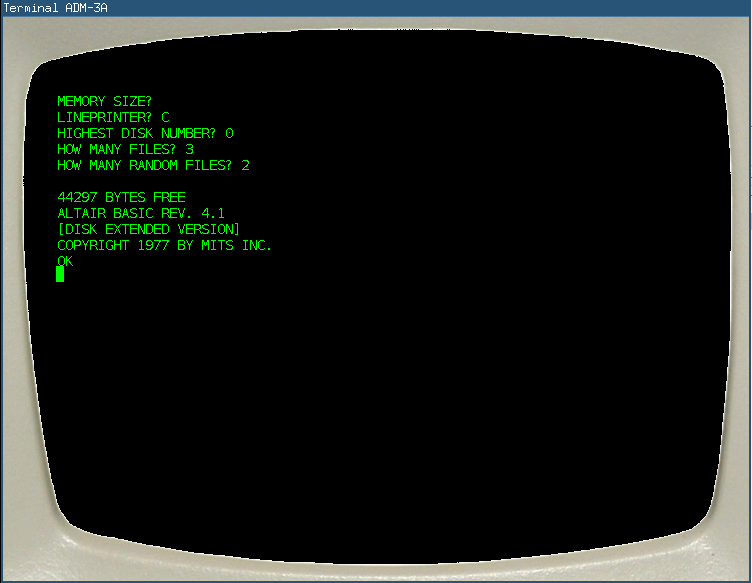 Terminal ADM-3A
MEMORY SIZE?
LINEPRINTER? C
HIGHEST DISK NUMBER? 0
HOW MANY FILES? 3
HOW MANY RANDOM FILES? 2
44297 BYTES FREE
ALTAIR BASIC REV. 4.1
[DISK EXTENDED VERSION]
COPYRIGHT 1977 BY MITS INC.
OK